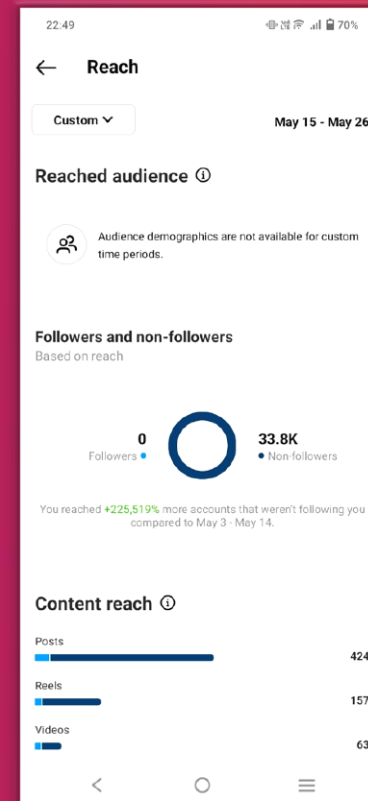 22:49 70%
Reach
Custom May 15 - May 26
Reached audience
Audience demographics are not available for custom
time periods.
Followers and non-followers
Based on reach
0 33.8K
Followers Non-followers
You reached +225,519% more accounts that weren't following you
compared to May 3 - May 14.
Content reach
Posts
424
Reels
157
Videos
63